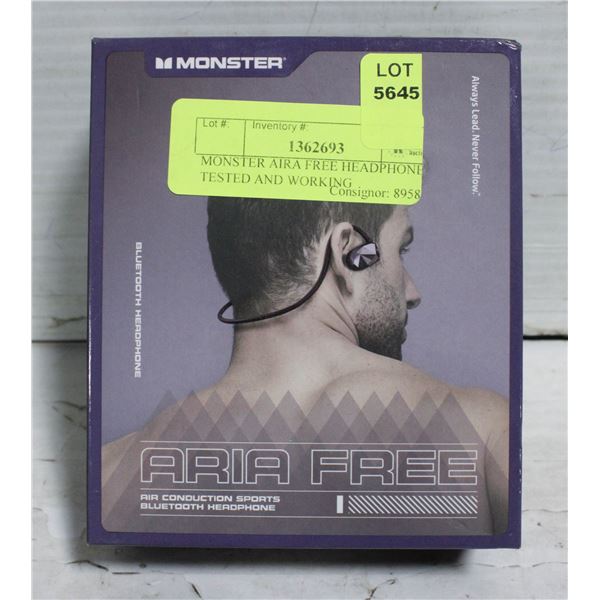 MONSTER
LOT
5645
Lot #:
Inventory #:
1362693
MONSTER AIRA FREE HEADPHONE
TESTED AND WORKING
Consignor: 8958
Always Lead. Never Follow.™
BLUETOOTH HEADPHONE
ARIA FREE
AIR CONDUCTION SPORTS
BLUETOOTH HEADPHONE